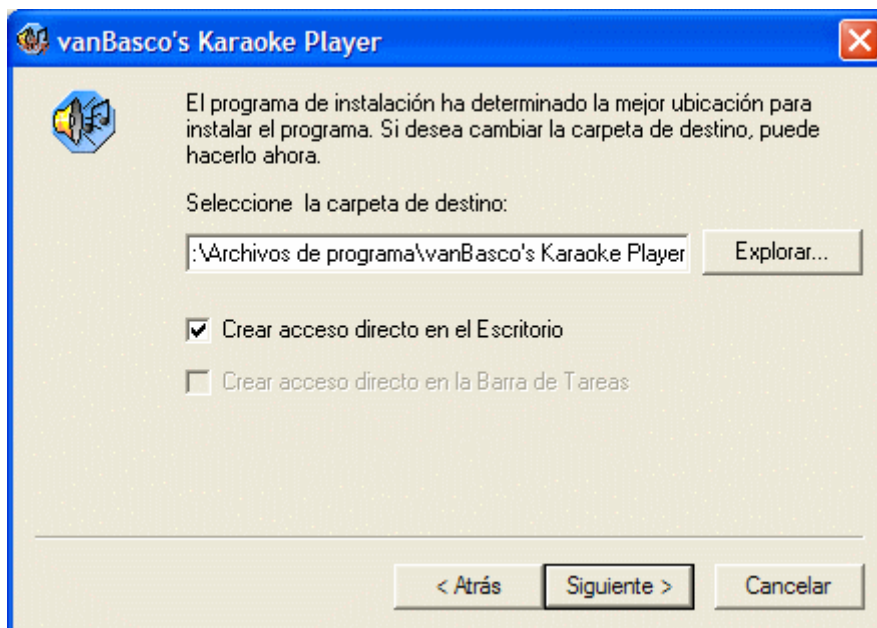 vanBasco's Karaoke Player
El programa de instalación ha determinado la mejor ubicación para
instalar el programa. Si desea cambiar la carpeta de destino, puede
hacerlo ahora.
Seleccione la carpeta de destino:
:\Archivos de programa\vanBasco's Karaoke Player
Explorar...
Crear acceso directo en el Escritorio
Crear acceso directo en la Barra de Tareas
< Atrás
Siguiente >
Cancelar